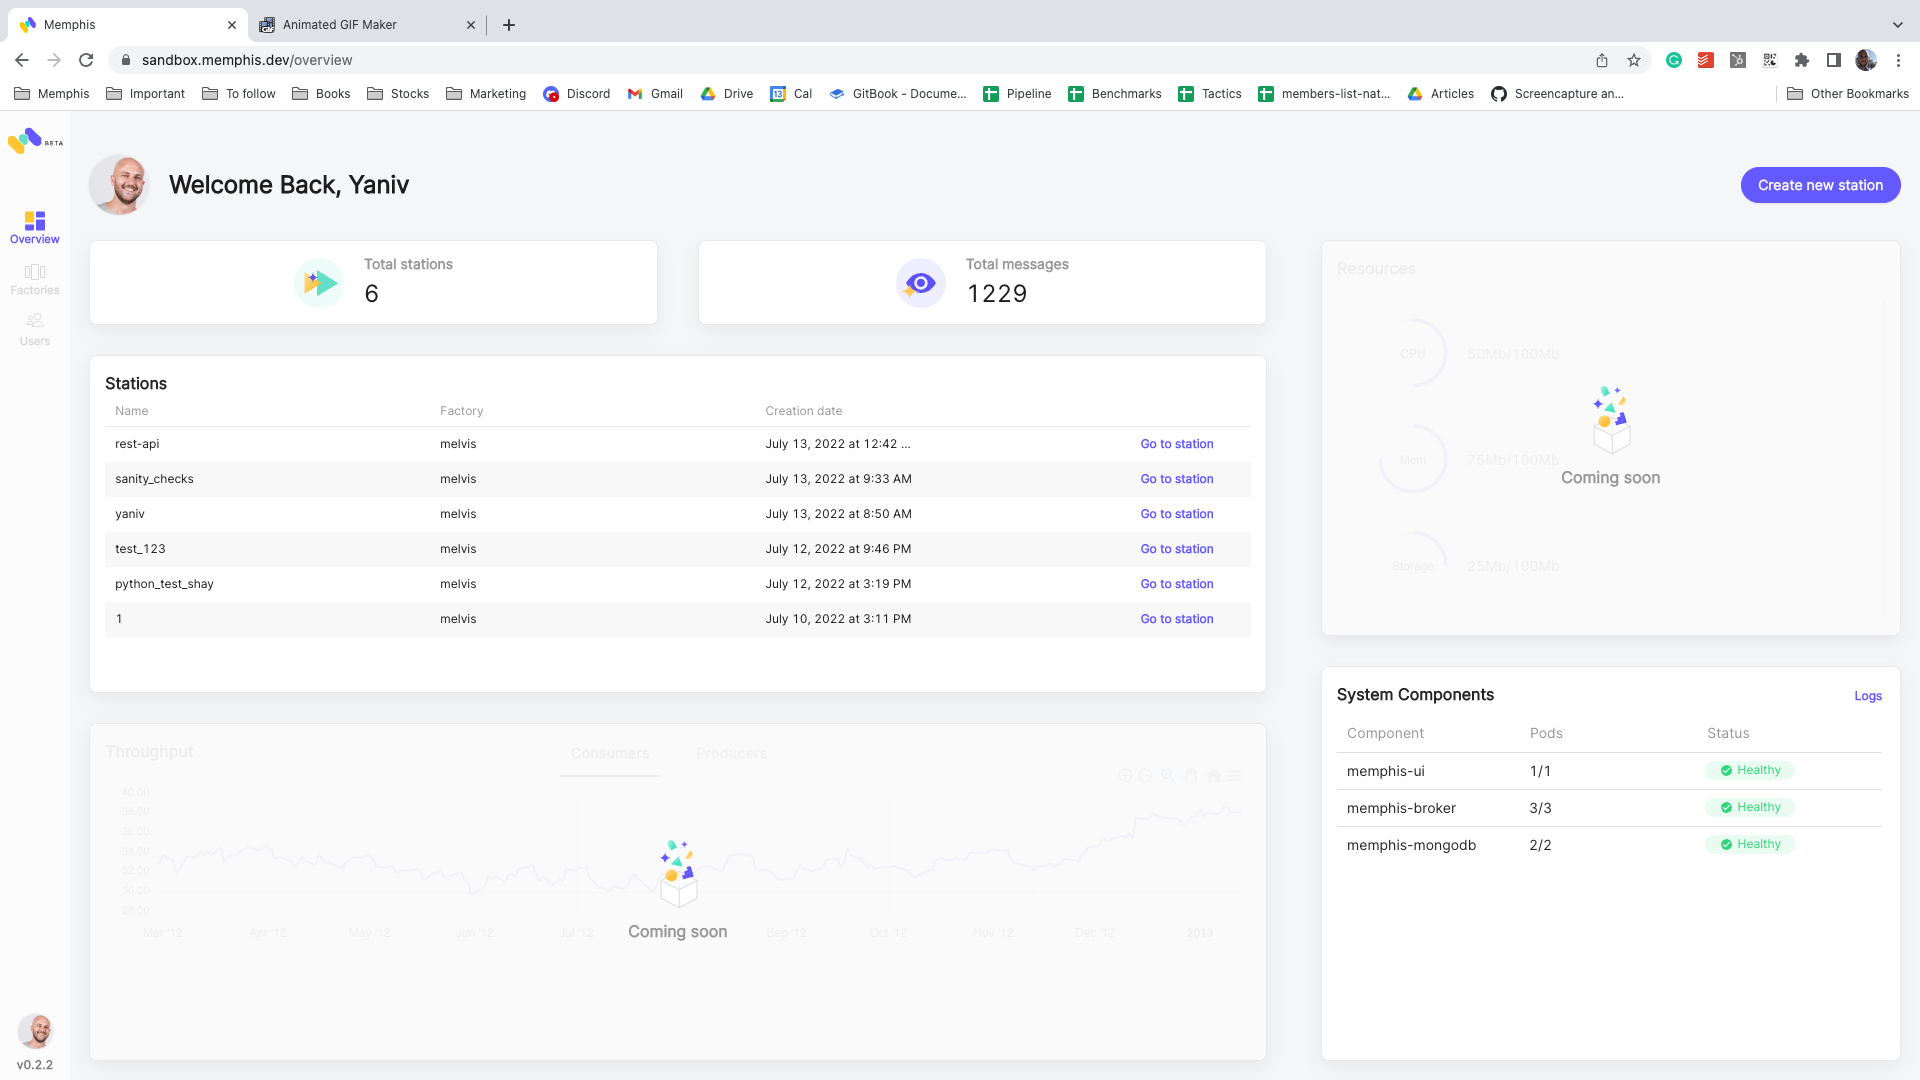 Memphis
Animated GIF Maker
sandbox.memphis.dev/overview
Memphis Important To follow Books Stocks Marketing Discord Gmail Drive 13 Cal GitBook - Docume... Pipeline Benchmarks Tactics members-list-nat... Articles Screencapture an... Other Bookmarks
BETA
Welcome Back, Yaniv
Create new station
Overview
Factories
Users
Total stations
6
Total messages
1229
Stations
Name Factory Creation date
rest-api melvis July 13, 2022 at 12:42 ... Go to station
sanity_checks melvis July 13, 2022 at 9:33 AM Go to station
yaniv melvis July 13, 2022 at 8:50 AM Go to station
test_123 melvis July 12, 2022 at 9:46 PM Go to station
python_test_shay melvis July 12, 2022 at 3:19 PM Go to station
1 melvis July 10, 2022 at 3:11 PM Go to station
Resources
CPU 50Mb/100Mb
Mem 75Mb/100Mb
Coming soon
Storage 25Mb/100Mb
Throughput
Consumers Producers
40.00
38.00
36.00
34.00
32.00
30.00
28.00
Mar '12 Apr '12 May '12 Jun '12 Jul '12 Sep '12 Oct '12 Nov '12 Dec '12 2013
Coming soon
System Components
Logs
Component Pods Status
memphis-ui 1/1 Healthy
memphis-broker 3/3 Healthy
memphis-mongodb 2/2 Healthy
v0.2.2